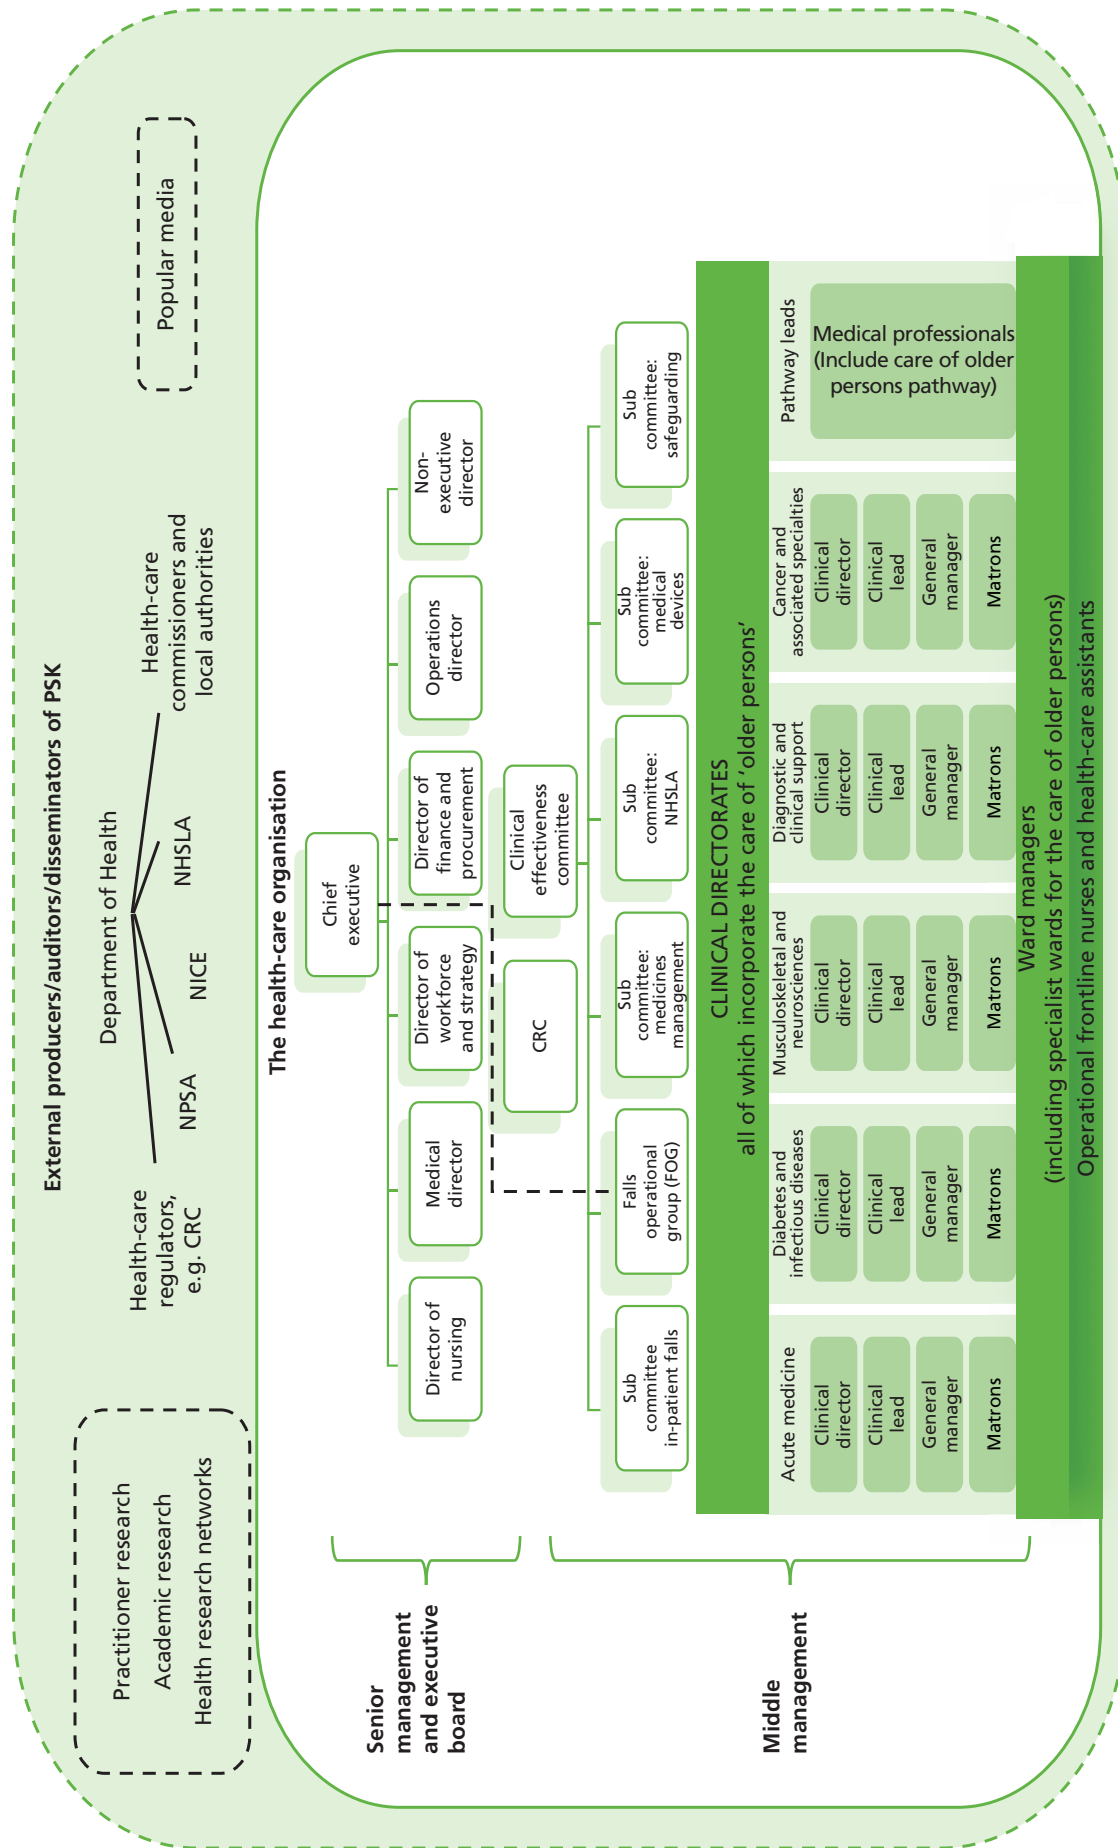 External producers/auditors/disseminators of PSK
Practitioner research
Academic research
Health research networks
Department of Health
Health-care
regulators,
e.g. CRC
NPSA
NICE
NHSLA
Health-care
commissioners and
local authorities
Popular media
The health-care organisation
Senior
management
and executive
board
Chief
executive
Director of
nursing
Medical
director
Director of
workforce
and strategy
Director of
finance and
procurement
Operations
director
Non-
executive
director
Middle
management
CRC
Clinical
effectiveness
committee
Sub
committee
in-patient falls
Falls
operational
group (FOG)
Sub
committee:
medicines
management
Sub
committee:
NHSLA
Sub
committee:
medical
devices
Sub
committee:
safeguarding
CLINICAL DIRECTORATES
all of which incorporate the care of ‘older persons’
Acute medicine
Clinical
director
Clinical
lead
General
manager
Matrons
Diabetes and
infectious diseases
Clinical
director
Clinical
lead
General
manager
Matrons
Musculoskeletal and
neurosciences
Clinical
director
Clinical
lead
General
manager
Matrons
Diagnostic and
clinical support
Clinical
director
Clinical
lead
General
manager
Matrons
Cancer and
associated specialties
Clinical
director
Clinical
lead
General
manager
Matrons
Pathway leads
Medical professionals
(Include care of older
persons pathway)
Ward managers
(including specialist wards for the care of older persons)
Operational frontline nurses and health-care assistants